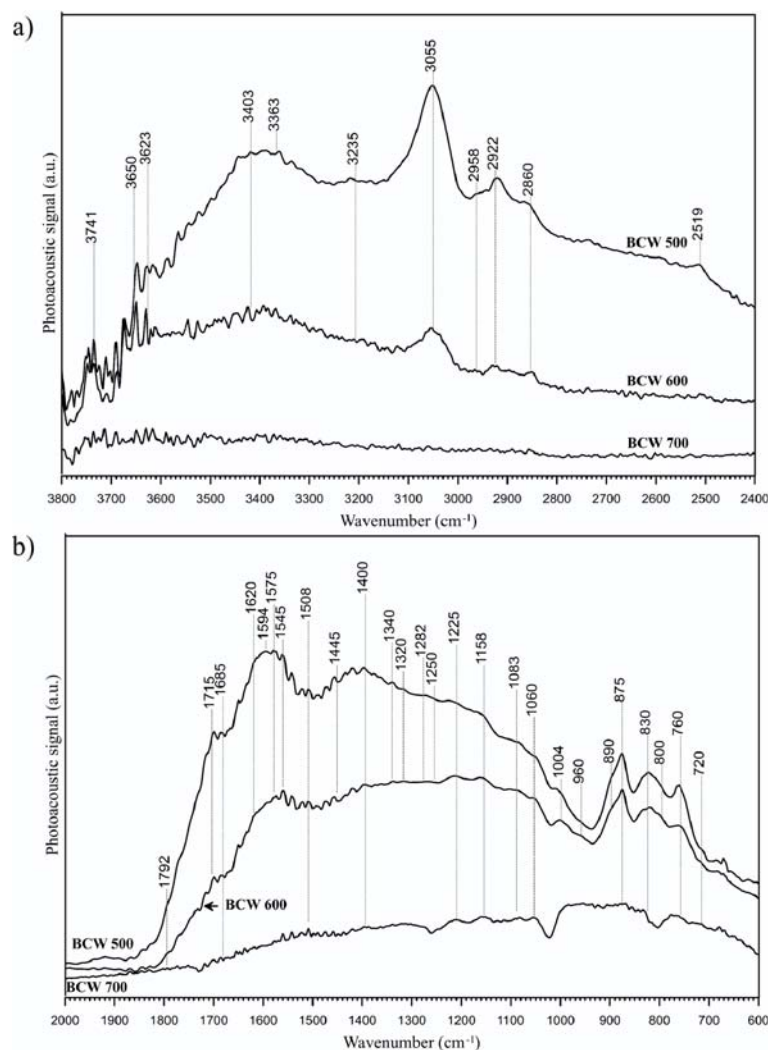 a)
Photoacoustic signal (a.u.)
3741
3650
3623
3403
3363
3235
3055
2958
2922
2860
2519
BCW 500
BCW 600
BCW 700
3800 3700 3600 3500 3400 3300 3200 3100 3000 2900 2800 2700 2600 2500 2400
Wavenumber (cm⁻¹)
b)
Photoacoustic signal (a.u.)
1792
1715
1685
1620
1594
1575
1545
1508
1445
1400
1340
1320
1282
1250
1225
1158
1083
1060
1004
960
890
875
830
800
760
720
BCW 600
BCW 500
BCW 700
2000 1900 1800 1700 1600 1500 1400 1300 1200 1100 1000 900 800 700 600
Wavenumber (cm⁻¹)